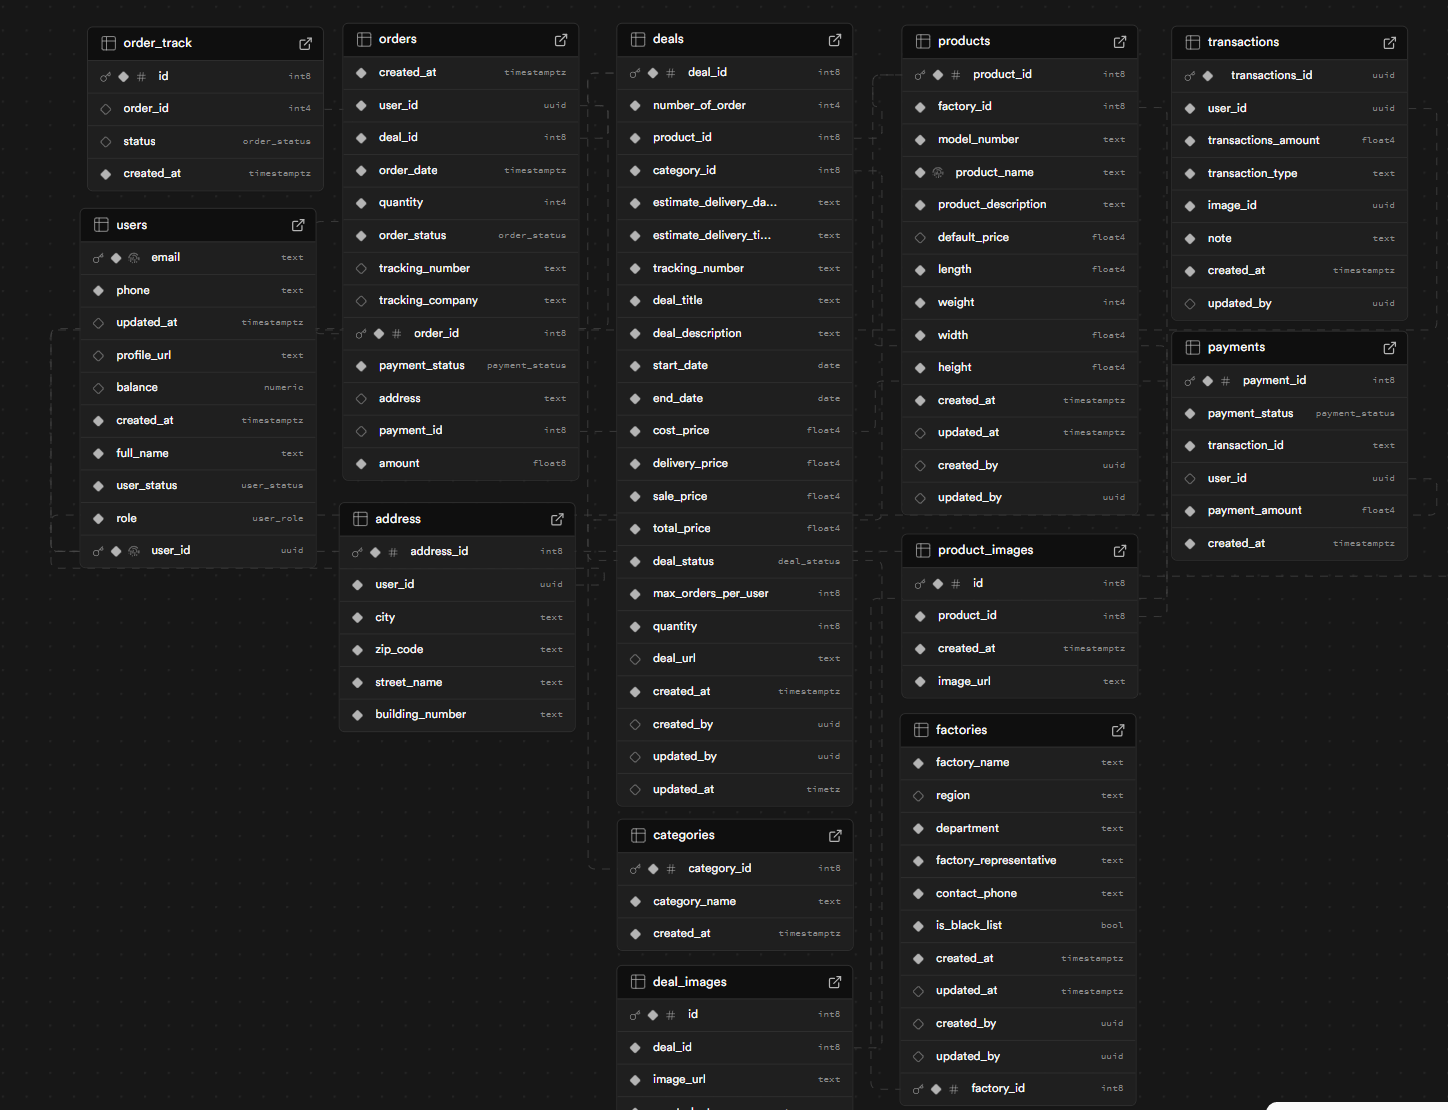 order_track
id int8
order_id int4
status order_status
created_at timestamptz
users
email text
phone text
updated_at timestamptz
profile_url text
balance numeric
created_at timestamptz
full_name text
user_status user_status
role user_role
user_id uuid
orders
created_at timestamptz
user_id uuid
deal_id int8
order_date timestamptz
quantity int4
order_status order_status
tracking_number text
tracking_company text
order_id int8
payment_status payment_status
address text
payment_id int8
amount float8
address
address_id int8
user_id uuid
city text
zip_code text
street_name text
building_number text
deals
deal_id int8
number_of_order int4
product_id int8
category_id int8
estimate_delivery_da... text
estimate_delivery_ti... text
tracking_number text
deal_title text
deal_description text
start_date date
end_date date
cost_price float4
delivery_price float4
sale_price float4
total_price float4
deal_status deal_status
max_orders_per_user int8
quantity int8
deal_url text
created_at timestamptz
created_by uuid
updated_by uuid
updated_at timetz
categories
category_id int8
category_name text
created_at timestamptz
deal_images
id int8
deal_id int8
image_url text
products
product_id int8
factory_id int8
model_number text
product_name text
product_description text
default_price float4
length float4
weight int4
width float4
height float4
created_at timestamptz
updated_at timestamptz
created_by uuid
updated_by uuid
product_images
id int8
product_id int8
created_at timestamptz
image_url text
factories
factory_name text
region text
department text
factory_representative text
contact_phone text
is_black_list bool
created_at timestamptz
updated_at timestamptz
created_by uuid
updated_by uuid
factory_id int8
transactions
transactions_id uuid
user_id uuid
transactions_amount float4
transaction_type text
image_id uuid
note text
created_at timestamptz
updated_by uuid
payments
payment_id int8
payment_status payment_status
transaction_id text
user_id uuid
payment_amount float4
created_at timestamptz